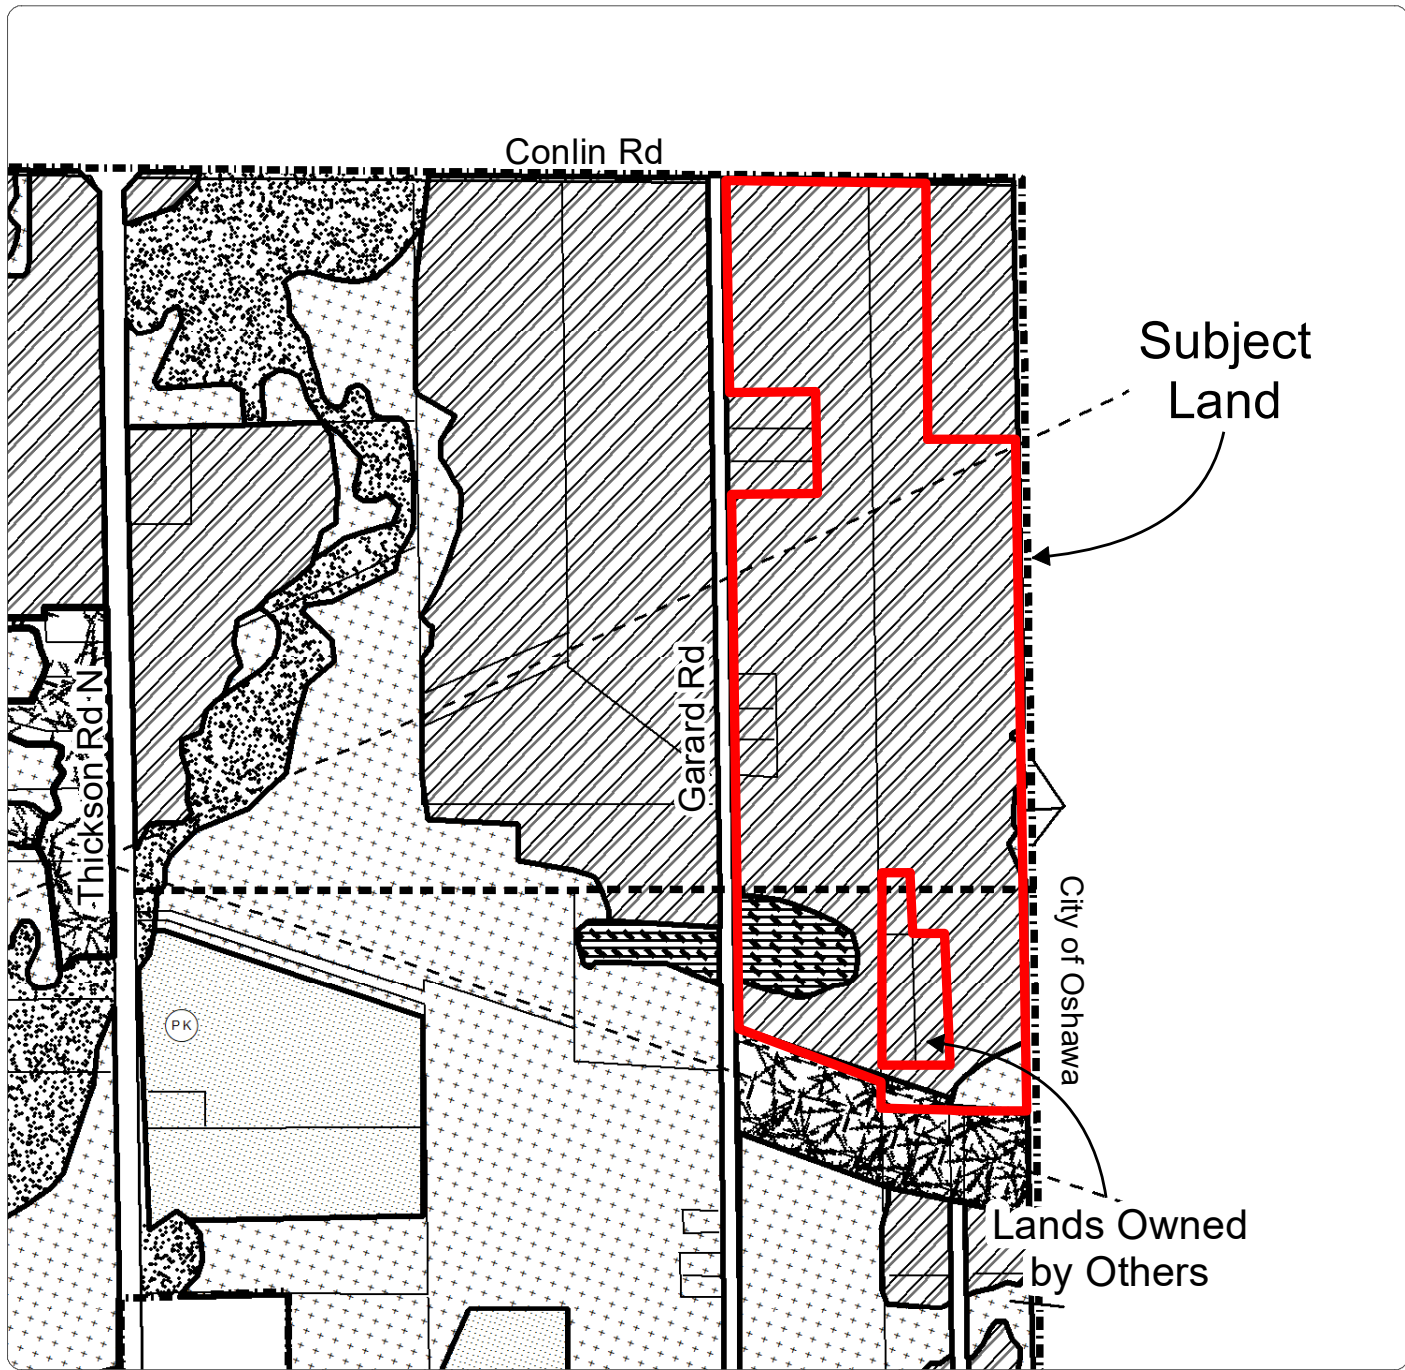 Conlin Rd
Subject
Land
Garard Rd
Thickson Rd N
City of Oshawa
PK
Lands Owned
by Others